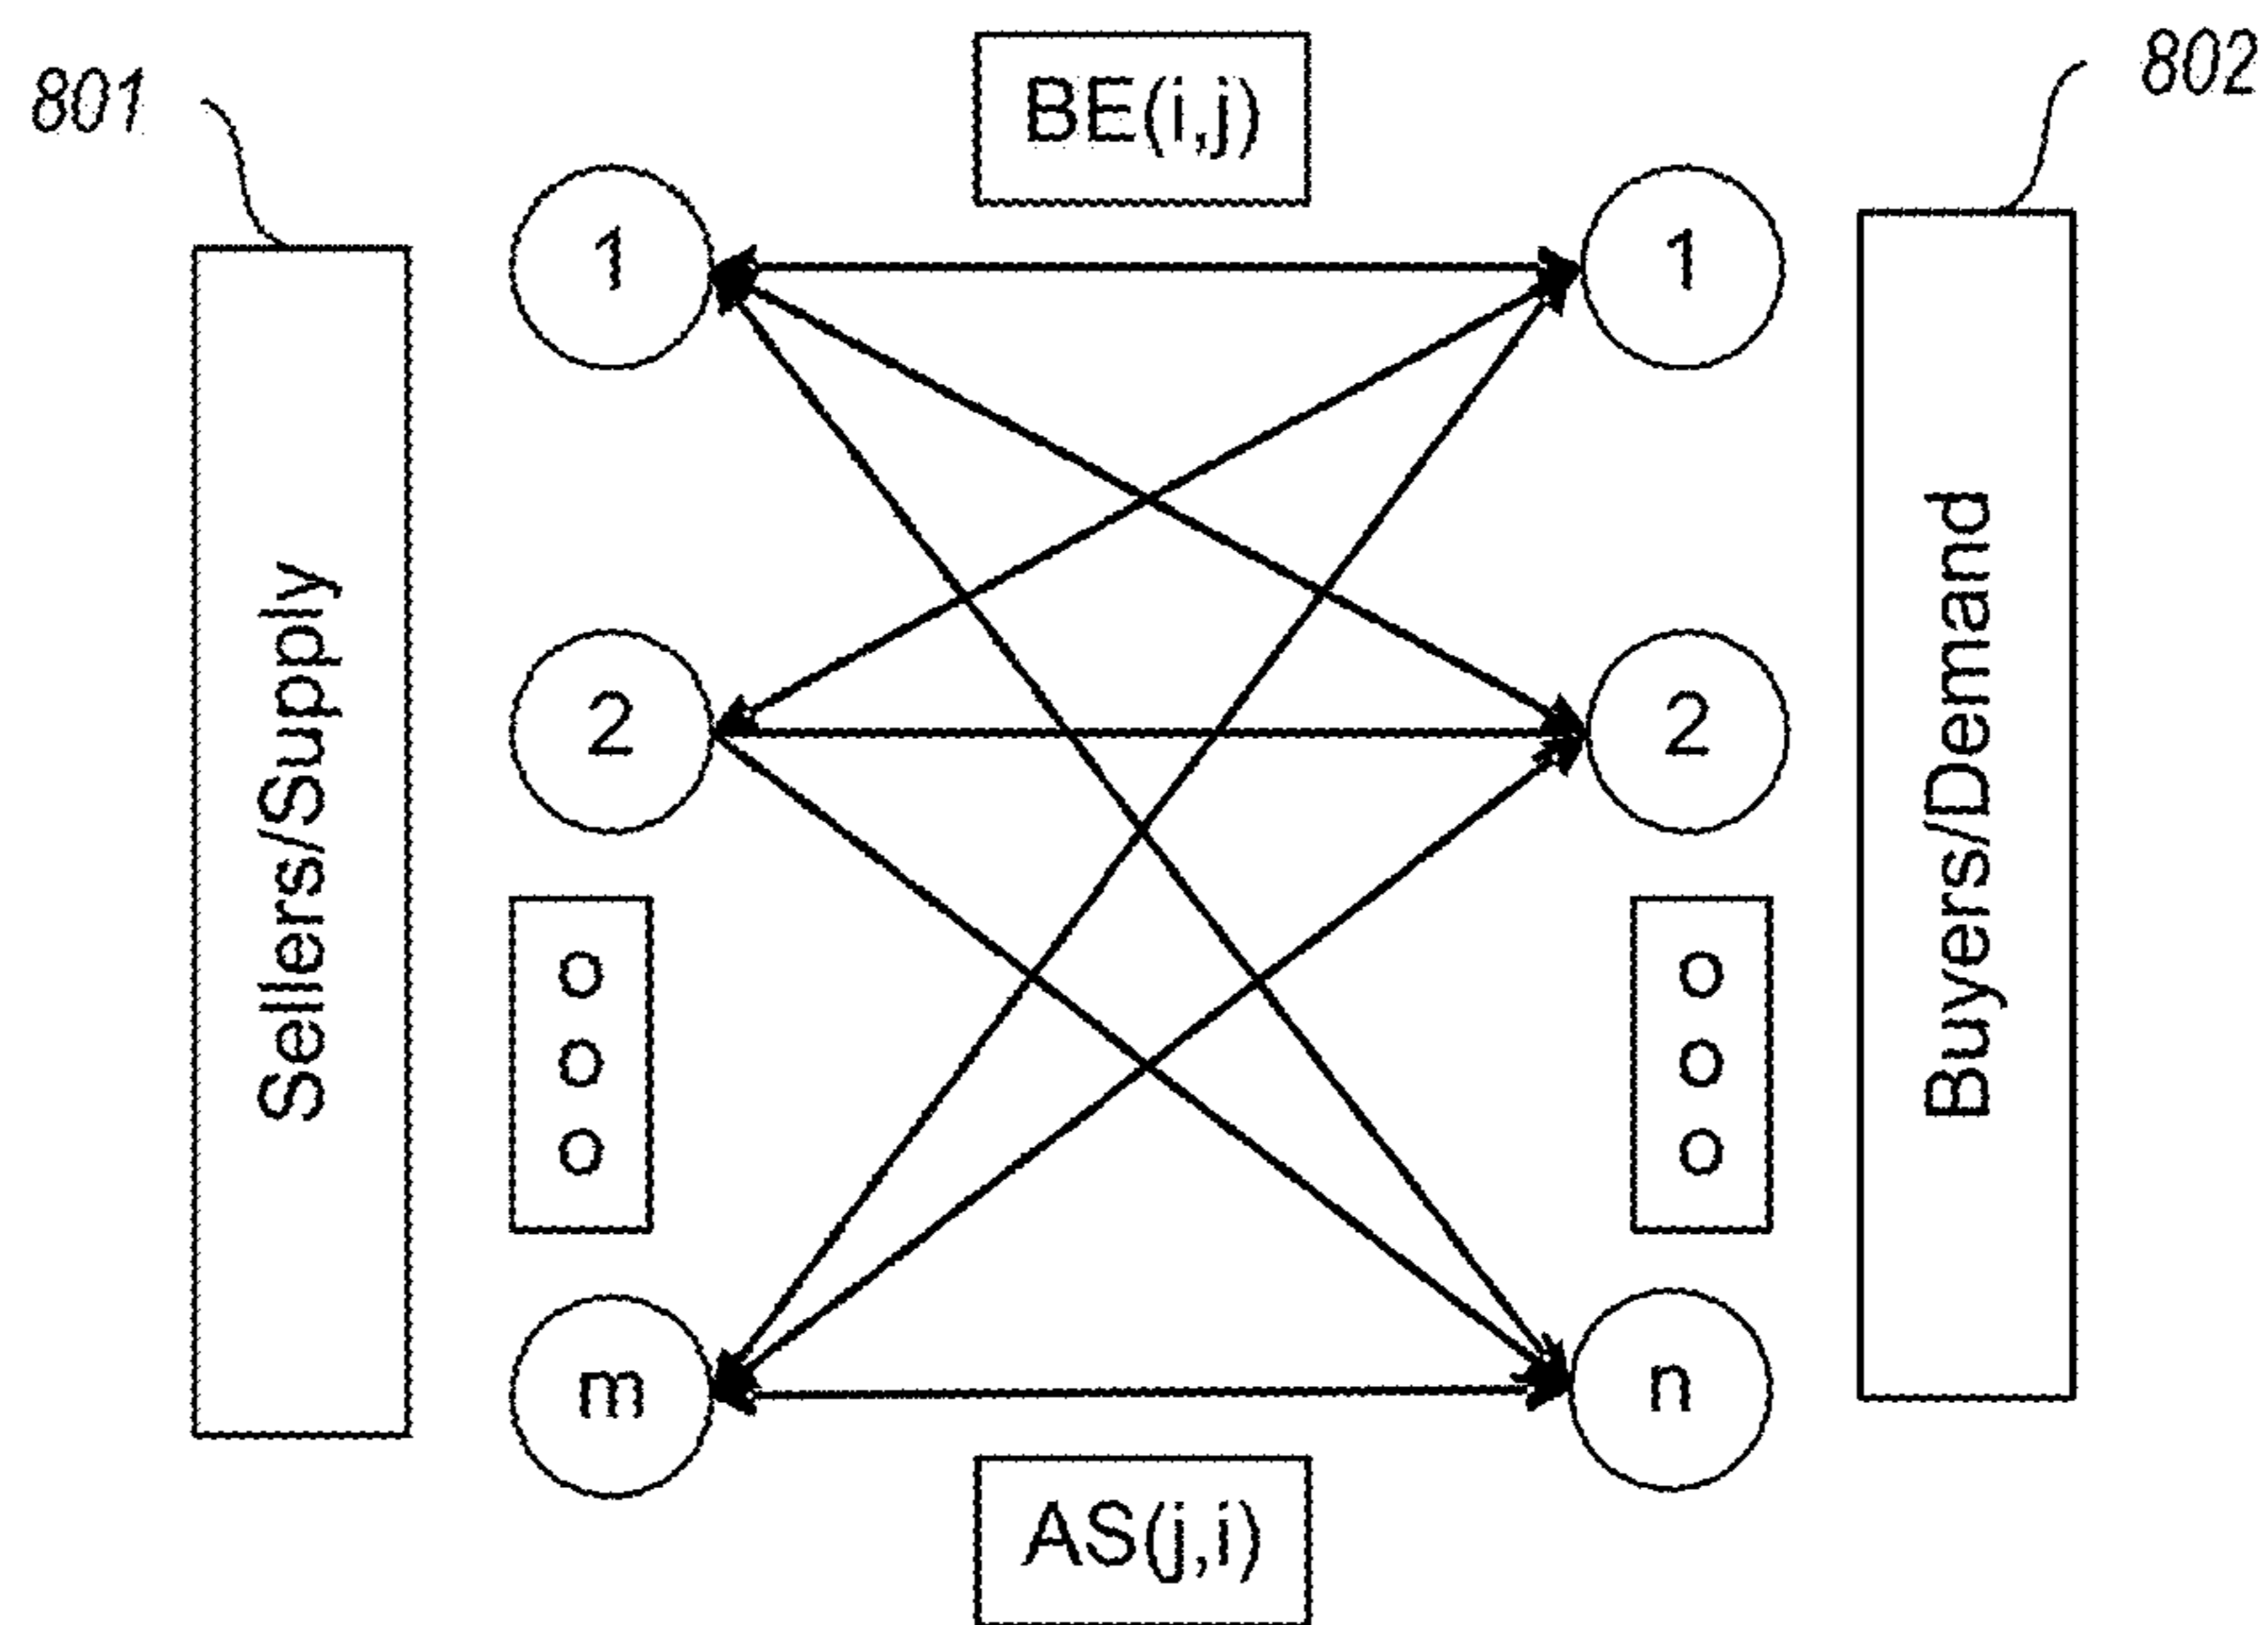 801
802
BE(i,j)
1
1
Sellers/Supply
Buyers/Demand
2
2
m
n
AS(j,i)